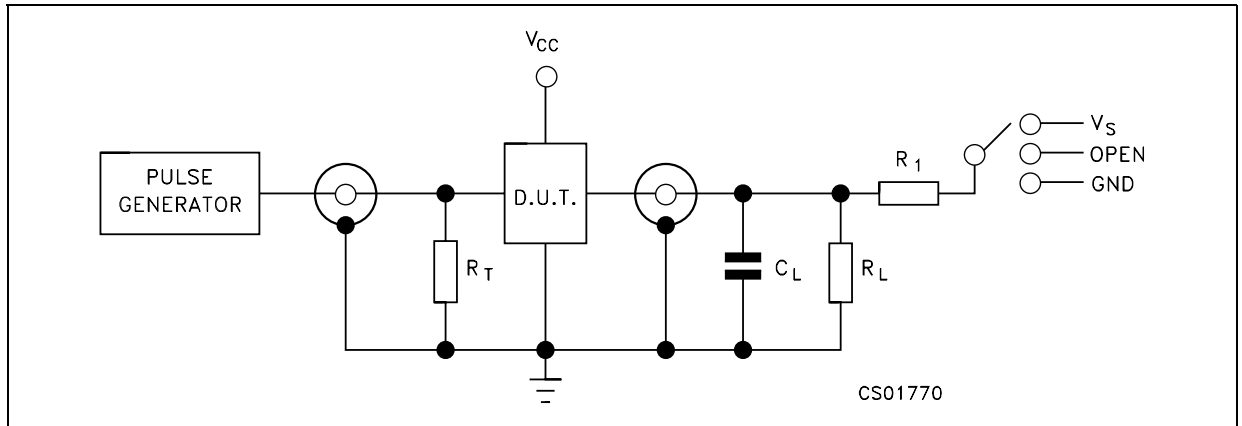 VCC
PULSE
GENERATOR
D.U.T.
RT
CL
RL
R1
VS
OPEN
GND
CS01770